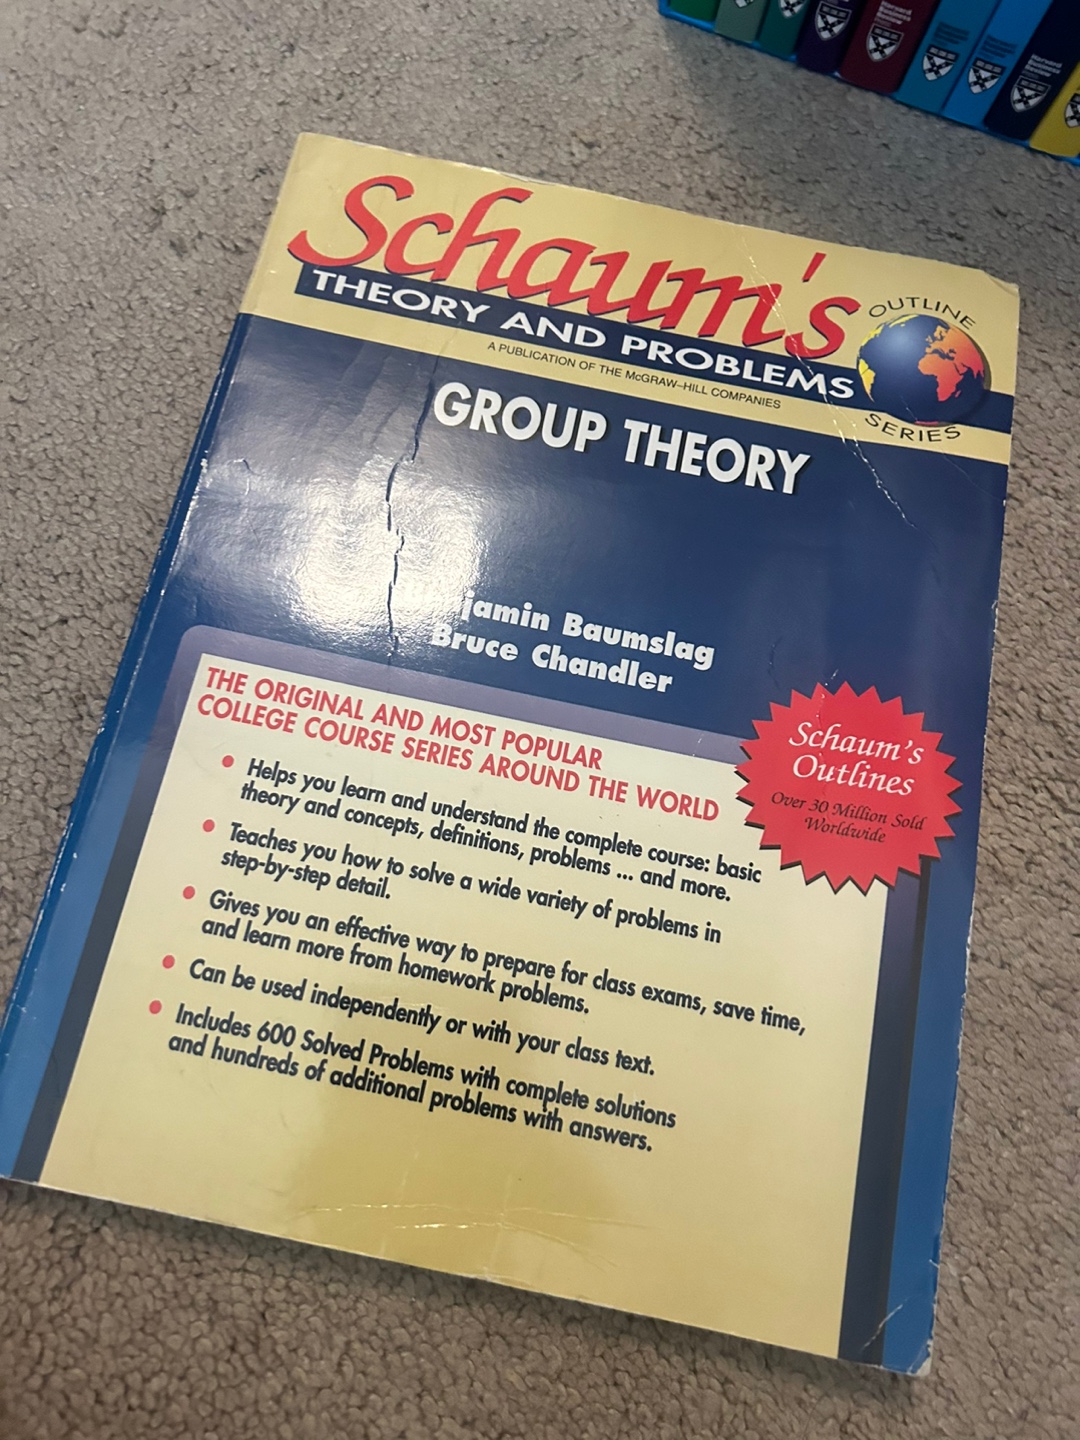 Harvard
Business
Review
Harvard
Business
Schaum's
OUTLINE
THEORY AND PROBLEMS
A PUBLICATION OF THE McGRAW–HILL COMPANIES
SERIES
GROUP THEORY
jamin Baumslag
Bruce Chandler
THE ORIGINAL AND MOST POPULAR
COLLEGE COURSE SERIES AROUND THE WORLD
Schaum's
Outlines
Over 30 Million Sold
Worldwide
• Helps you learn and understand the complete course: basic
theory and concepts, definitions, problems ... and more.
• Teaches you how to solve a wide variety of problems in
step-by-step detail.
• Gives you an effective way to prepare for class exams, save time,
and learn more from homework problems.
• Can be used independently or with your class text.
• Includes 600 Solved Problems with complete solutions
and hundreds of additional problems with answers.